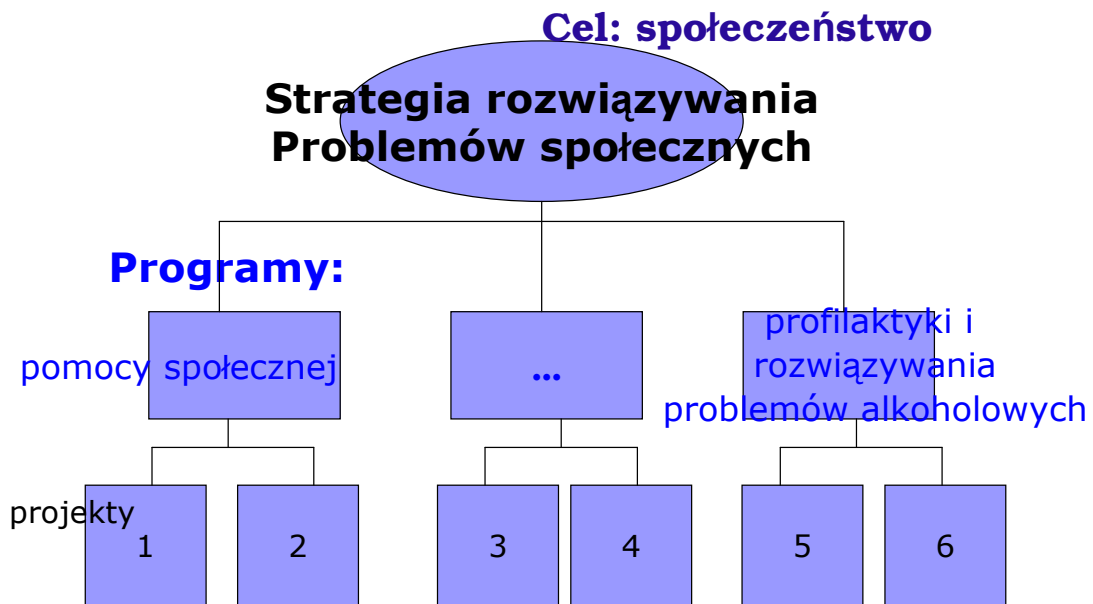 Cel: społeczeństwo
Strategia rozwiązywania
Problemów społecznych
Programy:
pomocy społecznej
...
profilaktyki i
rozwiązywania
problemów alkoholowych
projekty
1
2
3
4
5
6